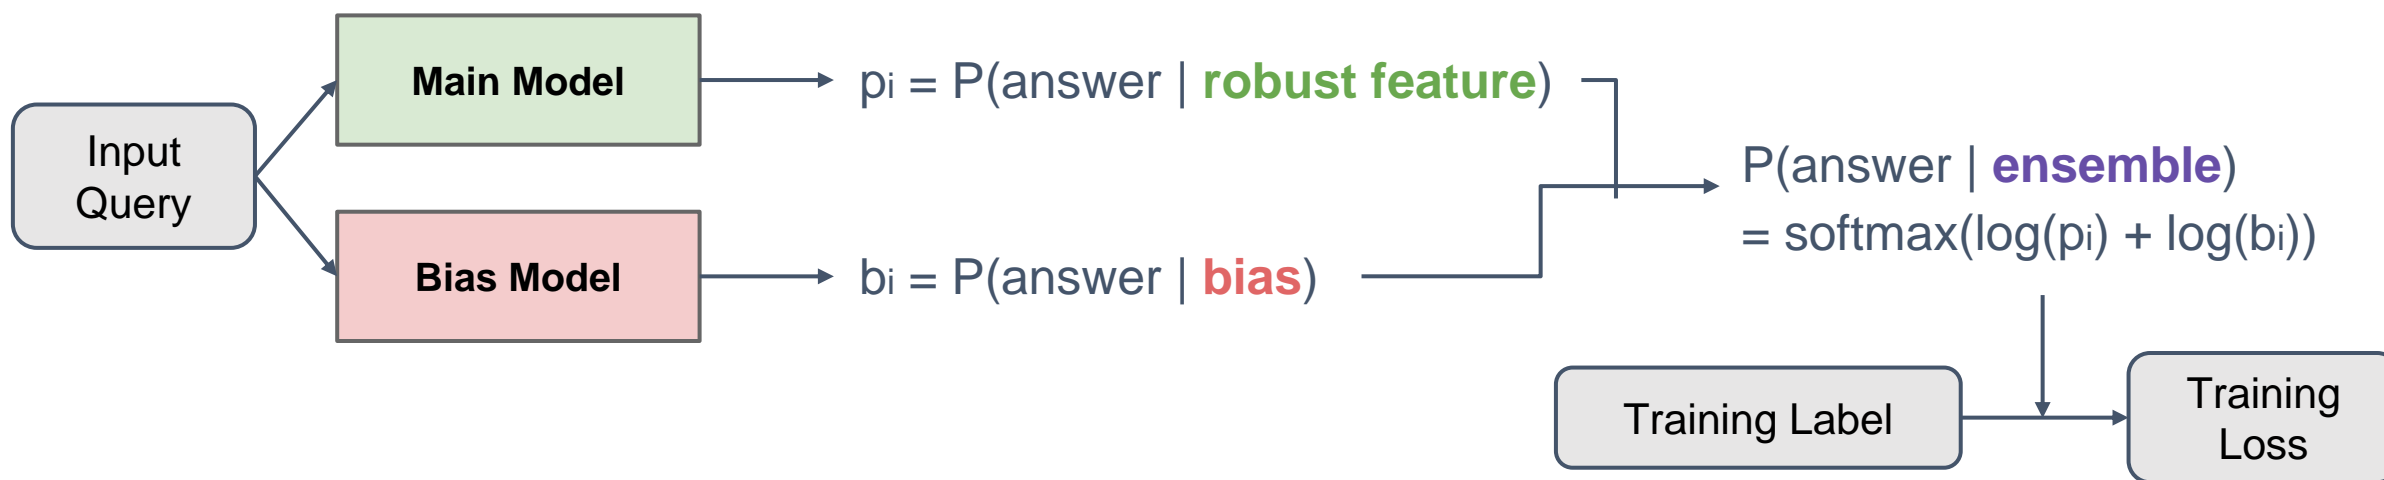 Input
Query
Main Model
pi = P(answer | robust feature)
Bias Model
bi = P(answer | bias)
P(answer | ensemble)
= softmax(log(pi) + log(bi))
Training Label
Training
Loss